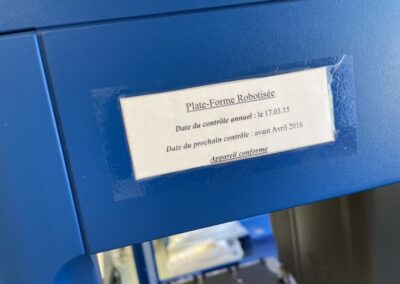 Plate-Forme Robotisée
Date du contrôle annuel : le 17.03.15
Date du prochain contrôle : avant Avril 2016
Appareil conforme